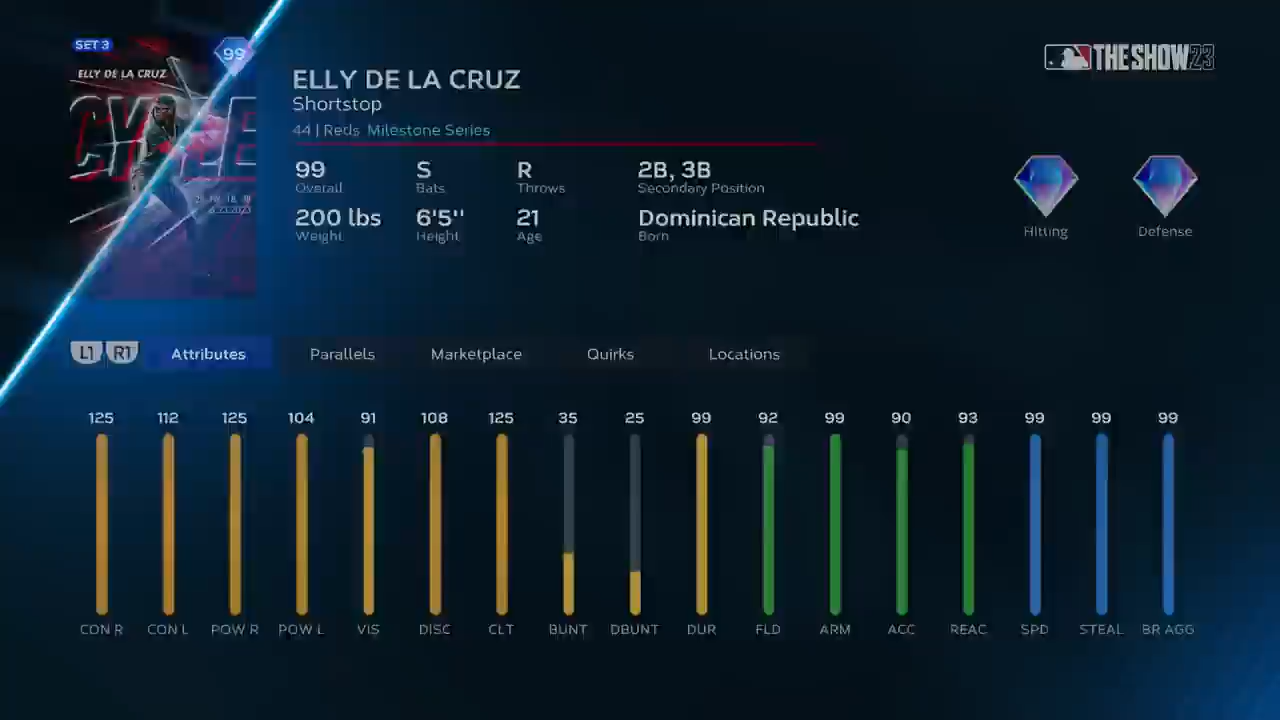 SET 3
99
ELLY DE LA CRUZ
CYCLE
ELLY DE LA CRUZ
Shortstop
44 | Reds Milestone Series
THE SHOW 23
99 S R 2B, 3B
Overall Bats Throws Secondary Position
200 lbs 6'5'' 21 Dominican Republic
Weight Height Age Born
Hitting Defense
L1 R1 Attributes Parallels Marketplace Quirks Locations
125 112 125 104 91 108 125 35 25 99 92 99 90 93 99 99 99
CON R CON L POW R POW L VIS DISC CLT BUNT DBUNT DUR FLD ARM ACC REAC SPD STEAL BR AGG